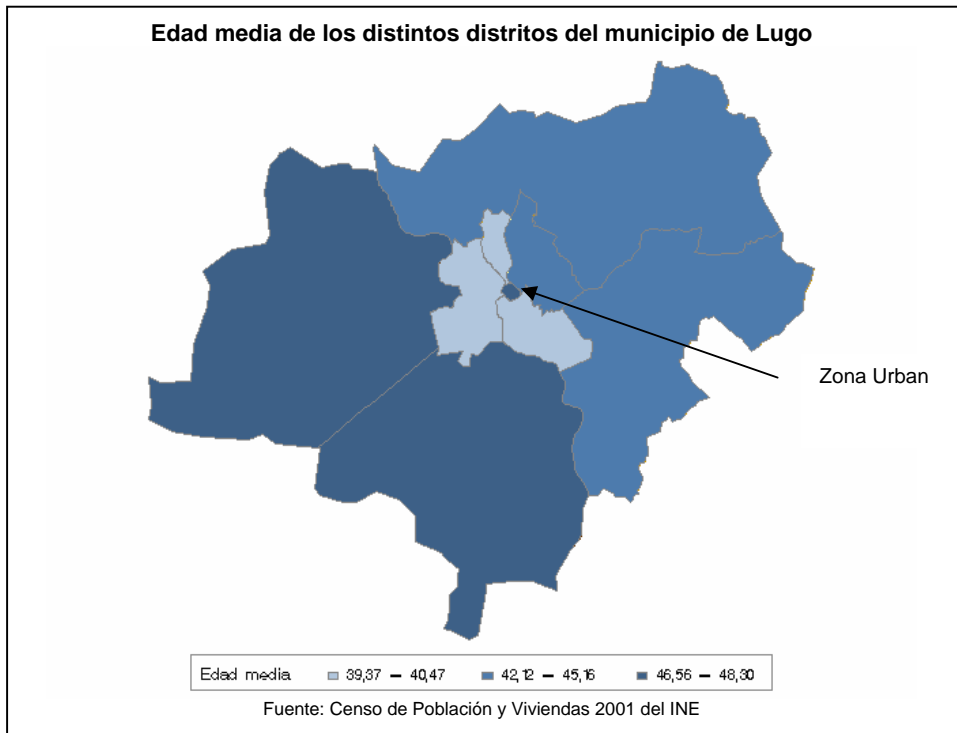 Edad media de los distintos distritos del municipio de Lugo
Zona Urban
Edad media 39,37 – 40,47 42,12 – 45,16 46,56 – 48,30
Fuente: Censo de Población y Viviendas 2001 del INE